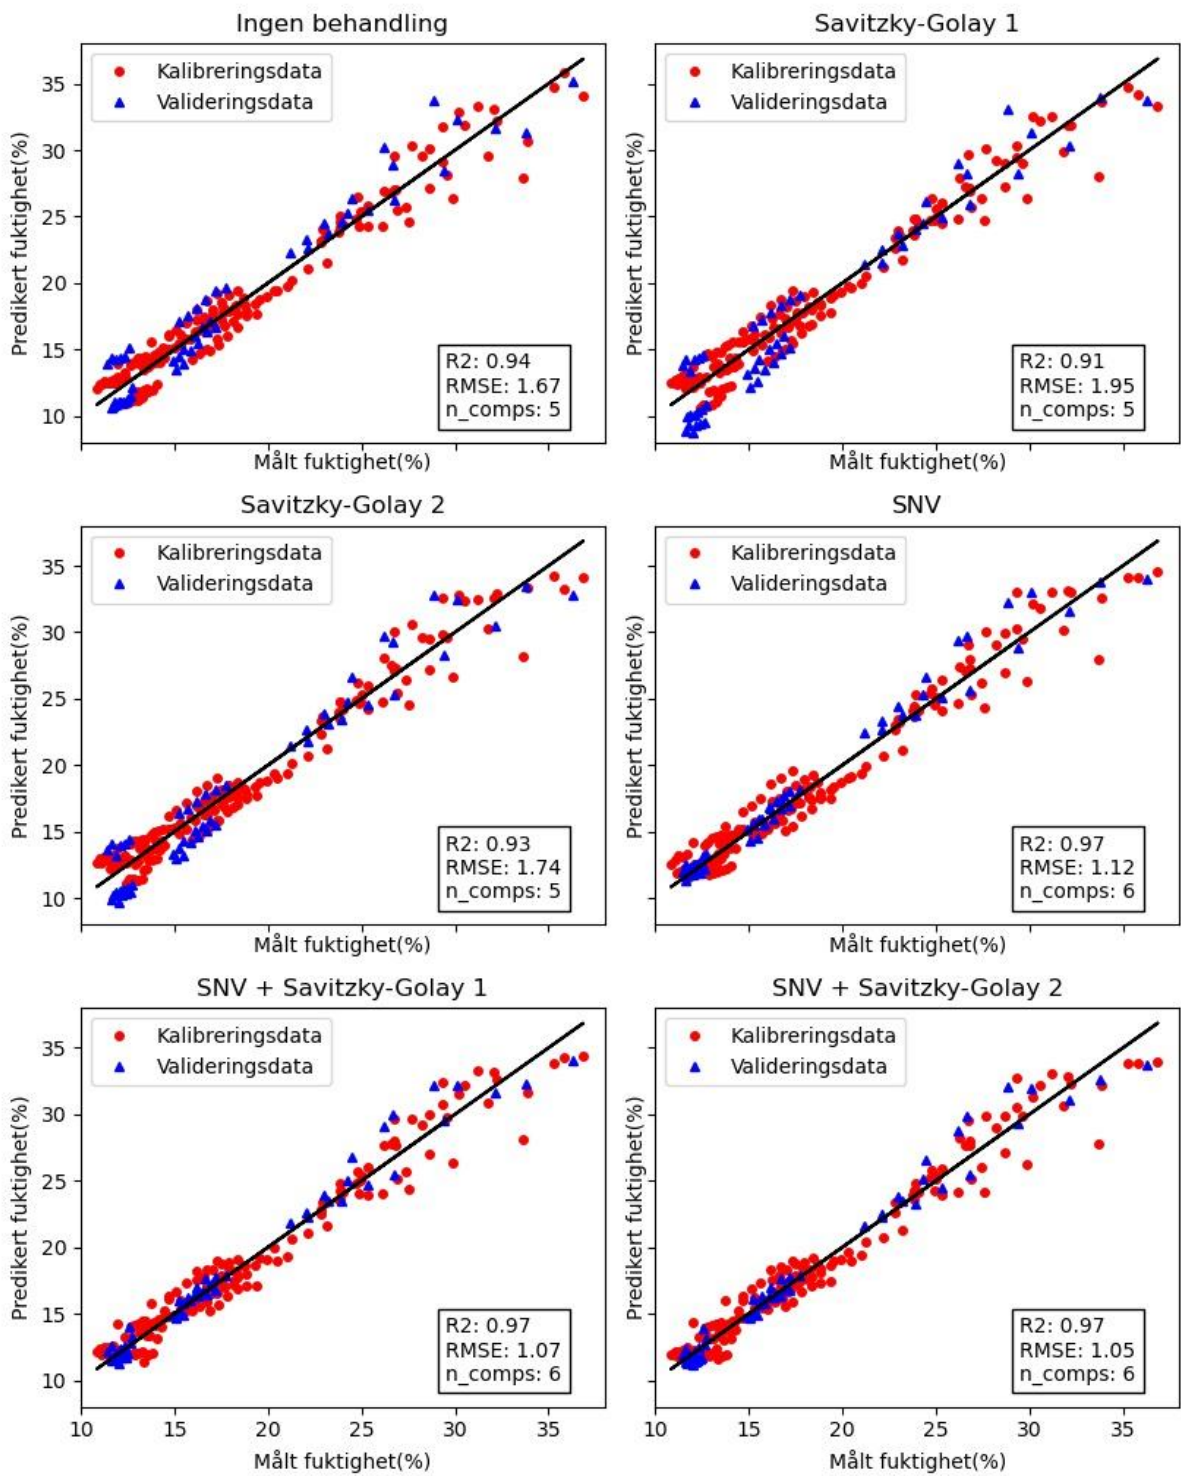 Ingen behandling
Kalibreringsdata
Valideringsdata
35
30
25
20
15
10
Predikert fuktighet(%)
R2: 0.94
RMSE: 1.67
n_comps: 5
Målt fuktighet(%)
Savitzky-Golay 1
Kalibreringsdata
Valideringsdata
Predikert fuktighet(%)
R2: 0.91
RMSE: 1.95
n_comps: 5
Målt fuktighet(%)
Savitzky-Golay 2
Kalibreringsdata
Valideringsdata
35
30
25
20
15
10
Predikert fuktighet(%)
R2: 0.93
RMSE: 1.74
n_comps: 5
Målt fuktighet(%)
SNV
Kalibreringsdata
Valideringsdata
Predikert fuktighet(%)
R2: 0.97
RMSE: 1.12
n_comps: 6
Målt fuktighet(%)
SNV + Savitzky-Golay 1
Kalibreringsdata
Valideringsdata
35
30
25
20
15
10
Predikert fuktighet(%)
R2: 0.97
RMSE: 1.07
n_comps: 6
10 15 20 25 30 35
Målt fuktighet(%)
SNV + Savitzky-Golay 2
Kalibreringsdata
Valideringsdata
Predikert fuktighet(%)
R2: 0.97
RMSE: 1.05
n_comps: 6
10 15 20 25 30 35
Målt fuktighet(%)